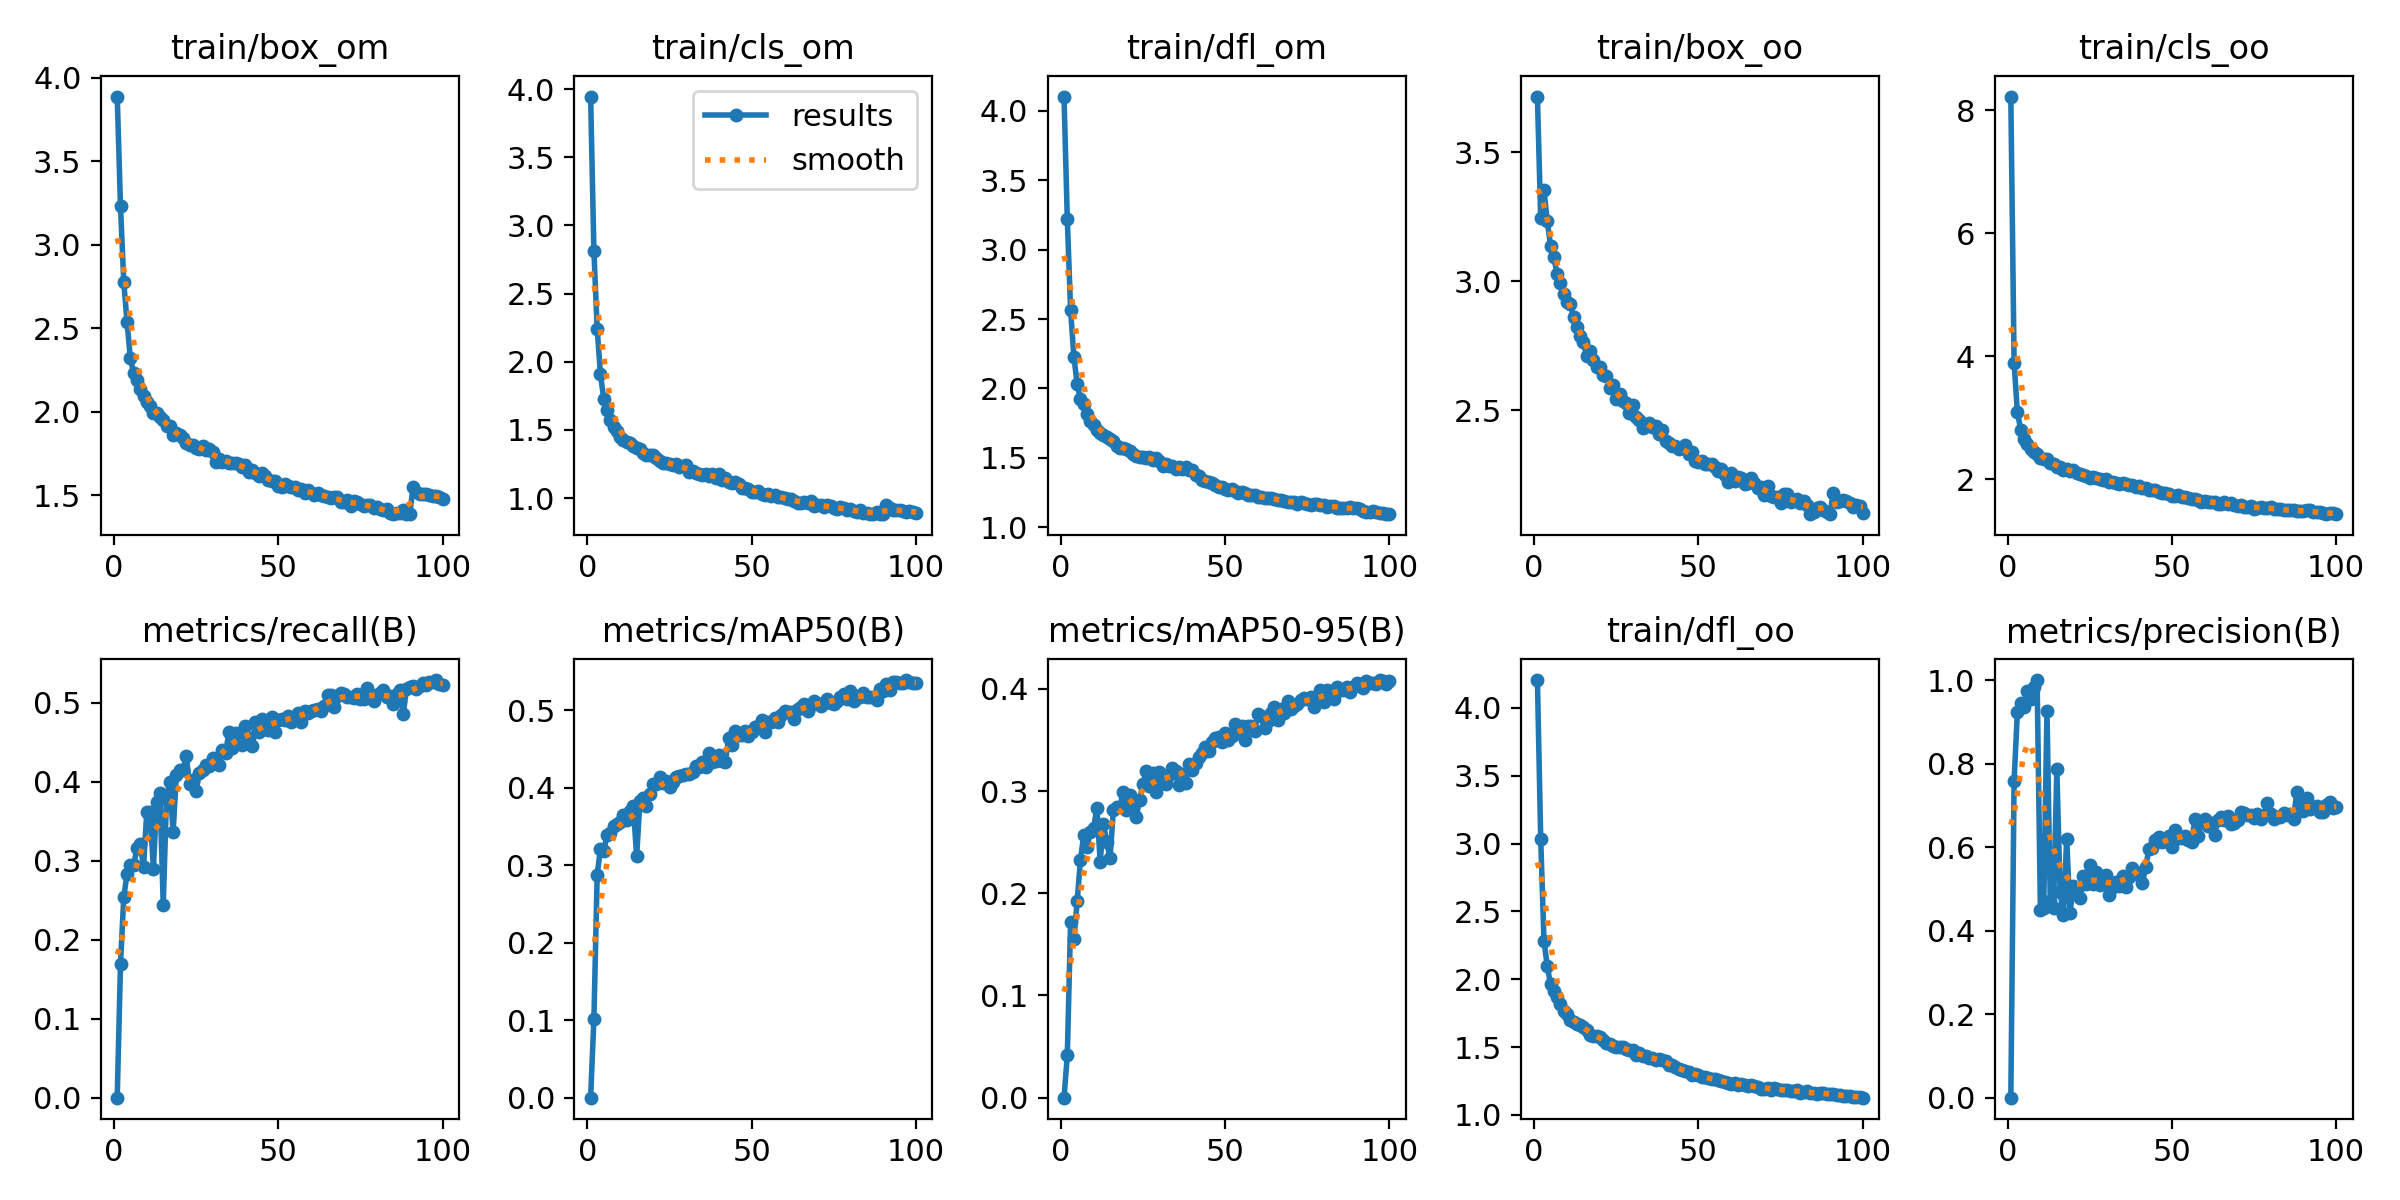 train/box_om
4.0
3.5
3.0
2.5
2.0
1.5
0 50 100
train/cls_om
results
smooth
4.0
3.5
3.0
2.5
2.0
1.5
1.0
0 50 100
train/dfl_om
4.0
3.5
3.0
2.5
2.0
1.5
1.0
0 50 100
train/box_oo
3.5
3.0
2.5
0 50 100
train/cls_oo
8
6
4
2
0 50 100
metrics/recall(B)
0.5
0.4
0.3
0.2
0.1
0.0
0 50 100
metrics/mAP50(B)
0.5
0.4
0.3
0.2
0.1
0.0
0 50 100
metrics/mAP50-95(B)
0.4
0.3
0.2
0.1
0.0
0 50 100
train/dfl_oo
4.0
3.5
3.0
2.5
2.0
1.5
1.0
0 50 100
metrics/precision(B)
1.0
0.8
0.6
0.4
0.2
0.0
0 50 100